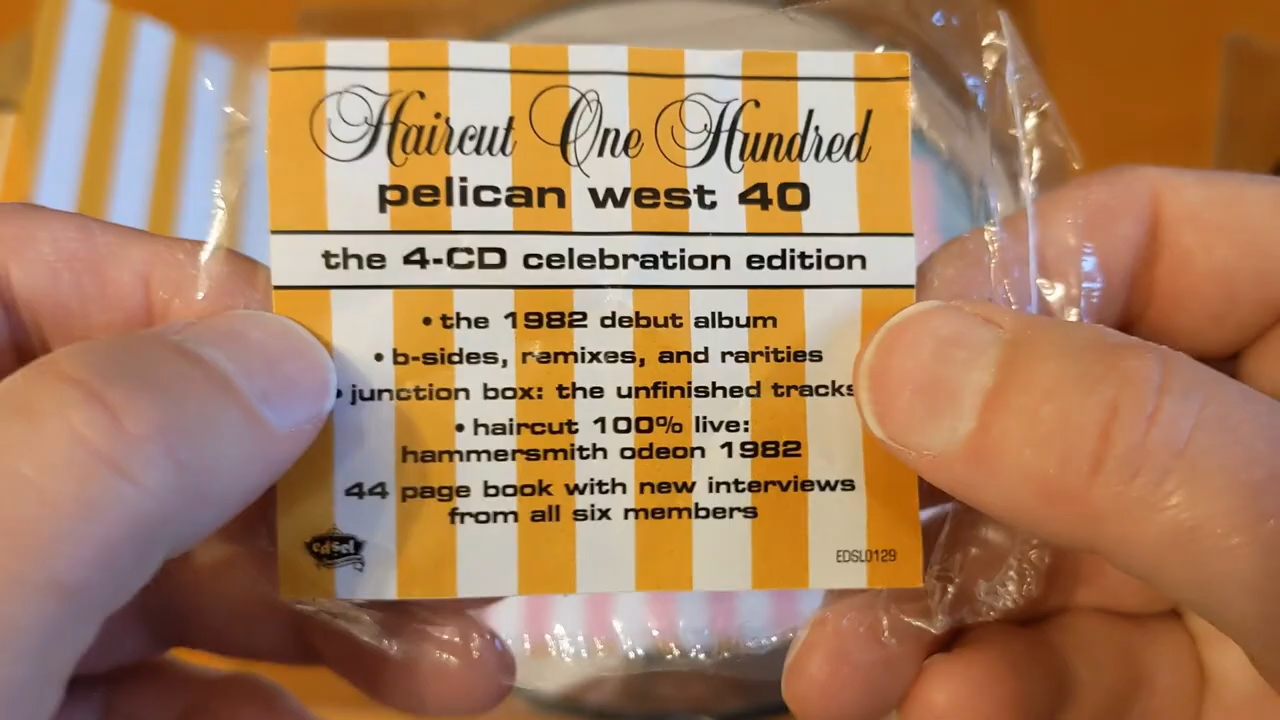 Haircut One Hundred
pelican west 40
the 4-CD celebration edition
• the 1982 debut album
• b-sides, remixes, and rarities
• junction box: the unfinished tracks
• haircut 100% live:
hammersmith odeon 1982
44 page book with new interviews
from all six members
edsel
EDSL0129